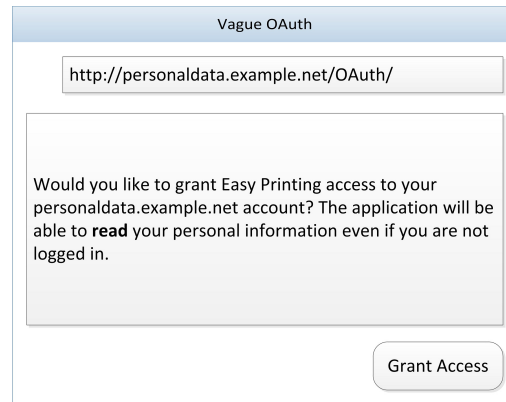 Vague OAuth
http://personaldata.example.net/OAuth/
Would you like to grant Easy Printing access to your
personaldata.example.net account? The application will be
able to read your personal information even if you are not
logged in.
Grant Access